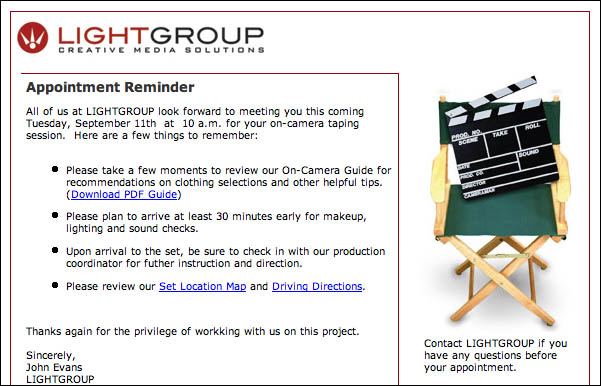 LIGHTGROUP
CREATIVE MEDIA SOLUTIONS
Appointment Reminder
All of us at LIGHTGROUP look forward to meeting you this coming
Tuesday, September 11th at 10 a.m. for your on-camera taping
session. Here are a few things to remember:
Please take a few moments to review our On-Camera Guide for
recommendations on clothing selections and other helpful tips.
(Download PDF Guide)
Please plan to arrive at least 30 minutes early for makeup,
lighting and sound checks.
Upon arrival to the set, be sure to check in with our production
coordinator for futher instruction and direction.
Please review our Set Location Map and Driving Directions.
Thanks again for the privilege of workking with us on this project.
Sincerely,
John Evans
LIGHTGROUP
PROD. NO.
SCENE TAKE ROLL
DATE SOUND
PROD. CO.
DIRECTOR
CAMERAMAN
Contact LIGHTGROUP if you
have any questions before
your appointment.